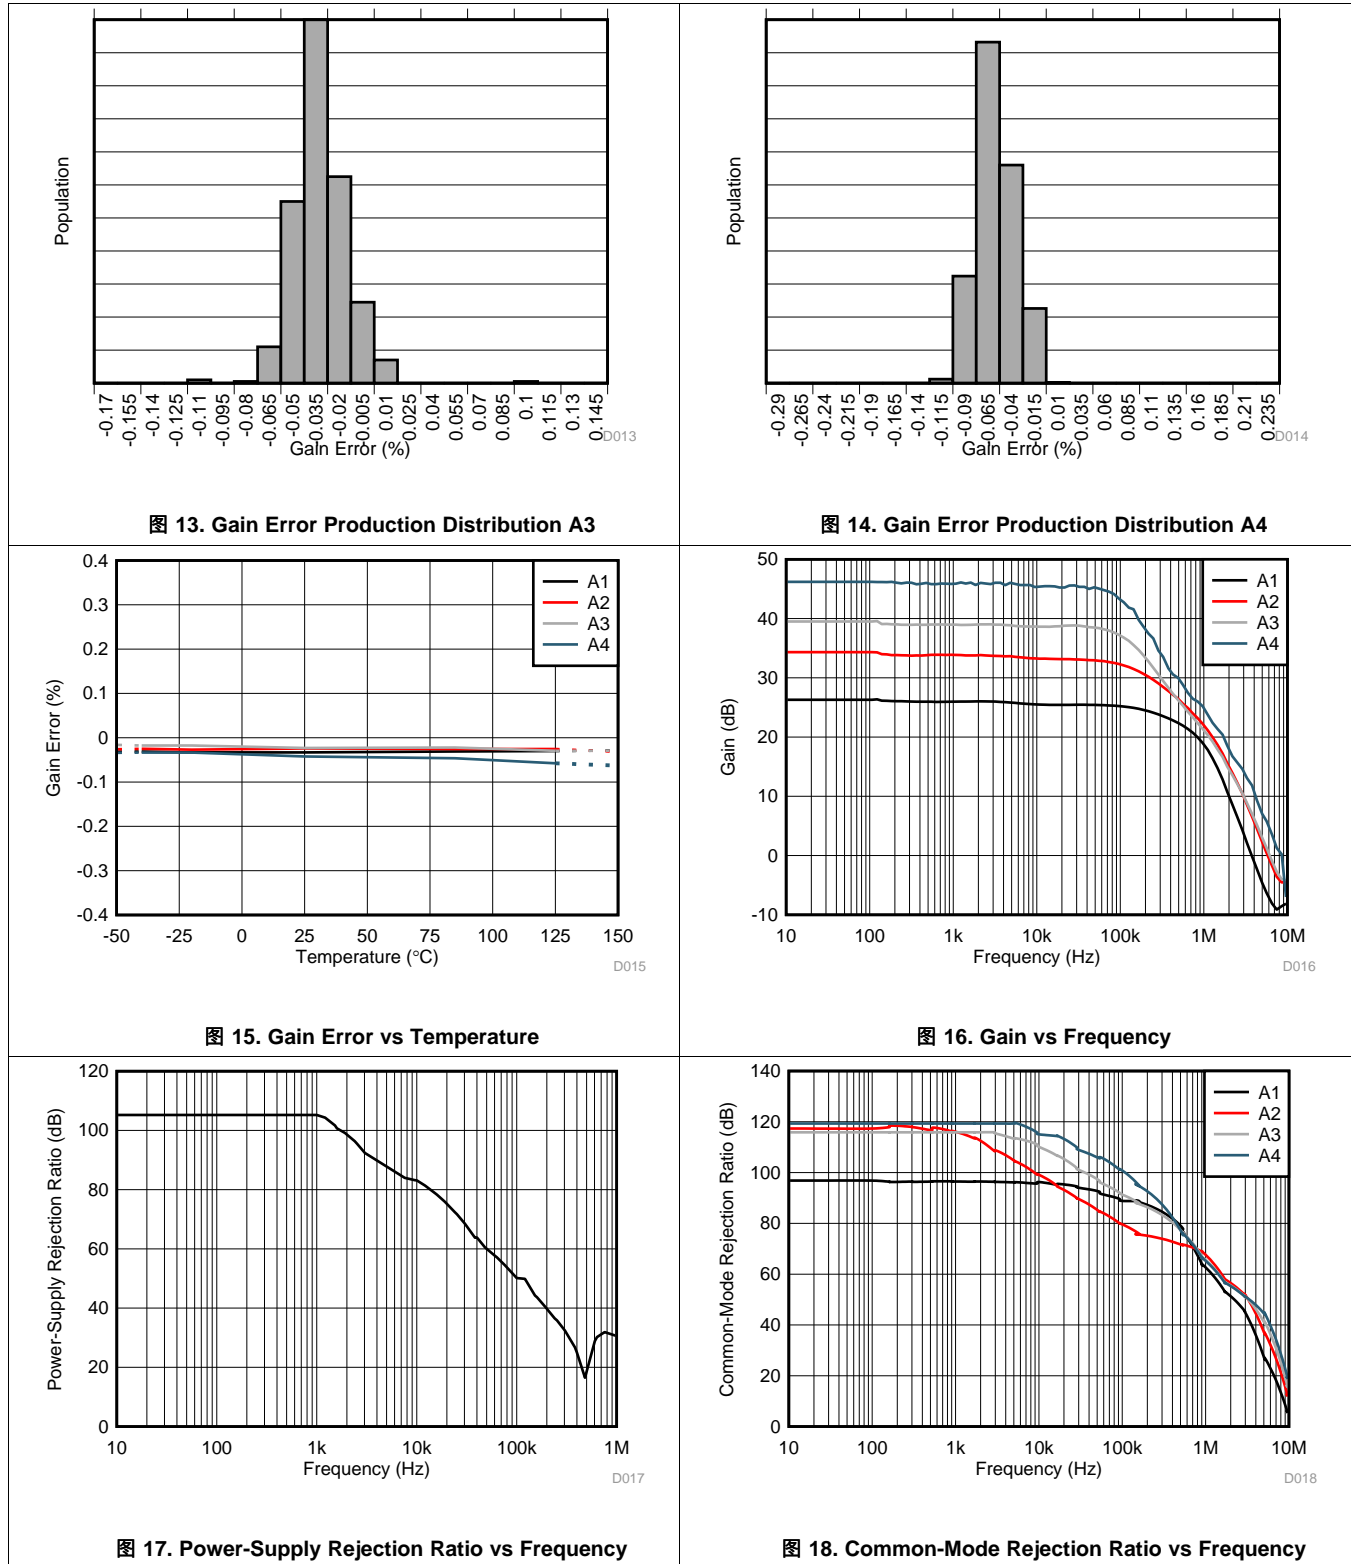 Population
-0.17
-0.155
-0.14
-0.125
-0.11
-0.095
-0.08
-0.065
-0.05
-0.035
-0.02
-0.005
0.01
0.025
0.04
0.055
0.07
0.085
0.1
0.115
0.13
0.145
Gain Error (%)
D013
图 13. Gain Error Production Distribution A3
Population
-0.29
-0.265
-0.24
-0.215
-0.19
-0.165
-0.14
-0.115
-0.09
-0.065
-0.04
-0.015
0.01
0.035
0.06
0.085
0.11
0.135
0.16
0.185
0.21
0.235
Gain Error (%)
D014
图 14. Gain Error Production Distribution A4
Gain Error (%)
0.4
0.3
0.2
0.1
0
-0.1
-0.2
-0.3
-0.4
A1
A2
A3
A4
-50 -25 0 25 50 75 100 125 150
Temperature (°C)
D015
图 15. Gain Error vs Temperature
Gain (dB)
50
40
30
20
10
0
-10
A1
A2
A3
A4
10 100 1k 10k 100k 1M 10M
Frequency (Hz)
D016
图 16. Gain vs Frequency
Power-Supply Rejection Ratio (dB)
120
100
80
60
40
20
0
10 100 1k 10k 100k 1M
Frequency (Hz)
D017
图 17. Power-Supply Rejection Ratio vs Frequency
Common-Mode Rejection Ratio (dB)
140
120
100
80
60
40
20
0
A1
A2
A3
A4
10 100 1k 10k 100k 1M 10M
Frequency (Hz)
D018
图 18. Common-Mode Rejection Ratio vs Frequency